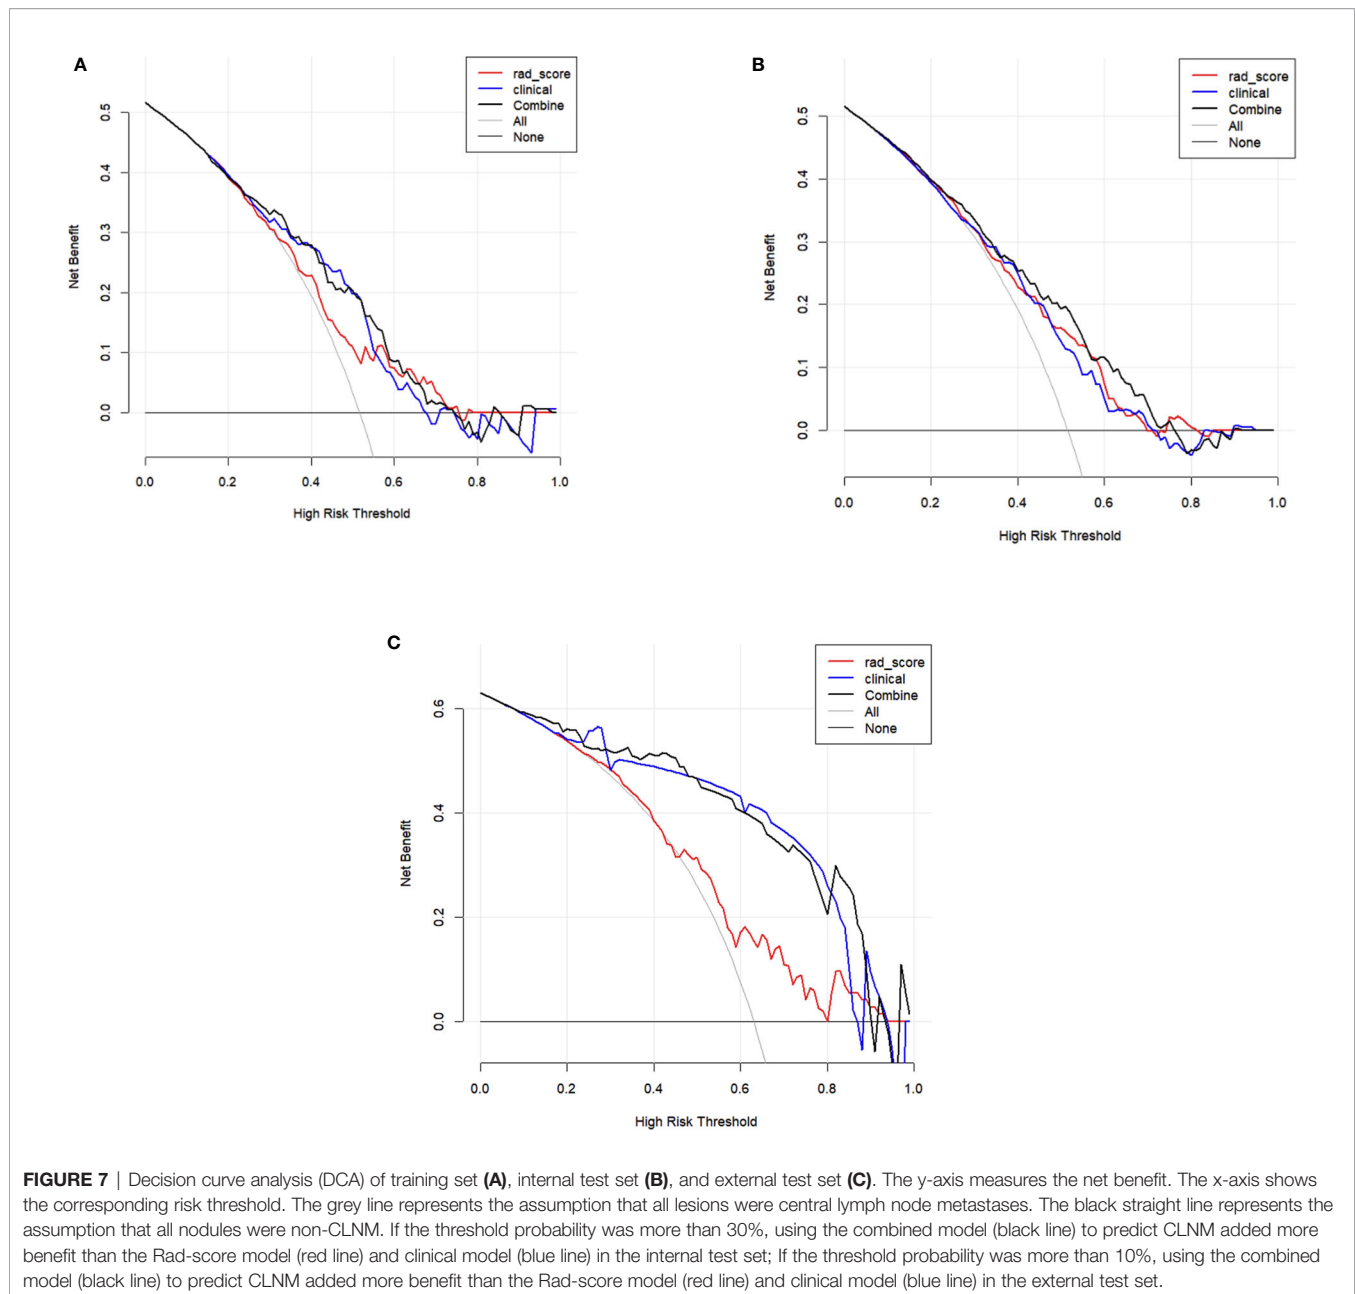 A
rad_score
clinical
Combine
All
None
Net Benefit
0.5
0.4
0.3
0.2
0.1
0.0
0.0 0.2 0.4 0.6 0.8 1.0
High Risk Threshold
B
rad_score
clinical
Combine
All
None
Net Benefit
0.5
0.4
0.3
0.2
0.1
0.0
0.0 0.2 0.4 0.6 0.8 1.0
High Risk Threshold
C
rad_score
clinical
Combine
All
None
Net Benefit
0.6
0.4
0.2
0.0
0.0 0.2 0.4 0.6 0.8 1.0
High Risk Threshold
FIGURE 7 | Decision curve analysis (DCA) of training set (A), internal test set (B), and external test set (C). The y-axis measures the net benefit. The x-axis shows
the corresponding risk threshold. The grey line represents the assumption that all lesions were central lymph node metastases. The black straight line represents the
assumption that all nodules were non-CLNM. If the threshold probability was more than 30%, using the combined model (black line) to predict CLNM added more
benefit than the Rad-score model (red line) and clinical model (blue line) in the internal test set; If the threshold probability was more than 10%, using the combined
model (black line) to predict CLNM added more benefit than the Rad-score model (red line) and clinical model (blue line) in the external test set.